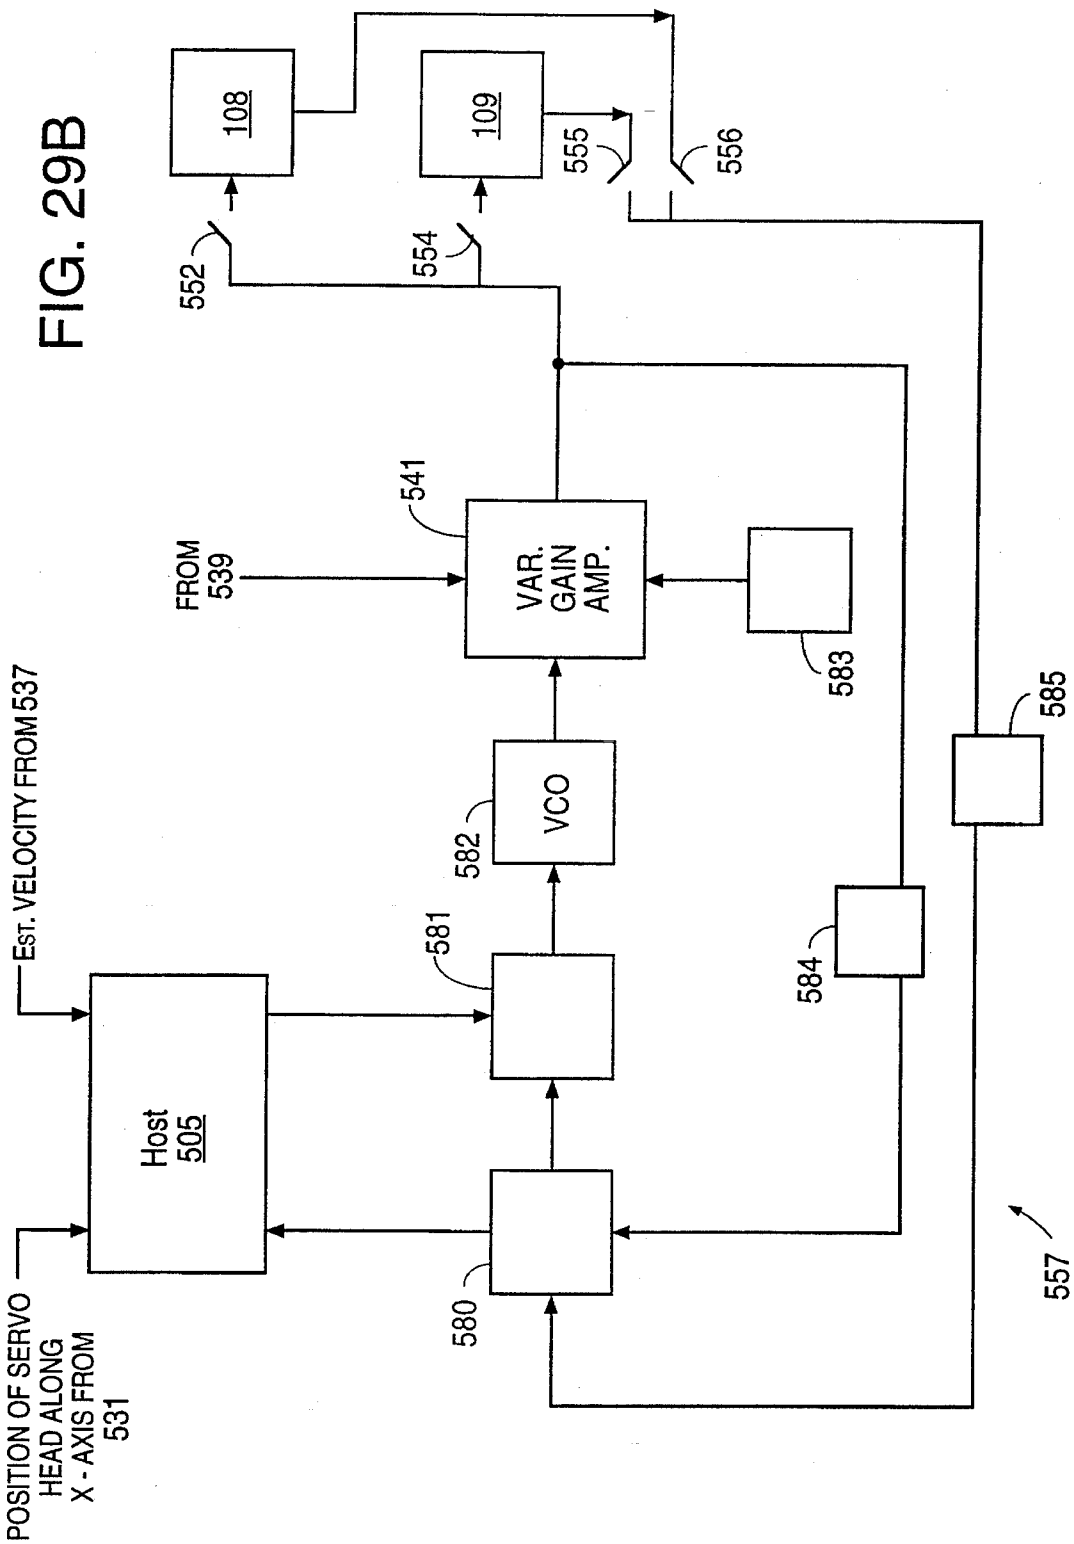 FIG. 29B
POSITION OF SERVO
HEAD ALONG
X - AXIS FROM
531
EST. VELOCITY FROM 537
Host
505
FROM
539
552
108
554
109
555
556
580
581
582
VCO
541
VAR.
GAIN
AMP.
583
584
585
557